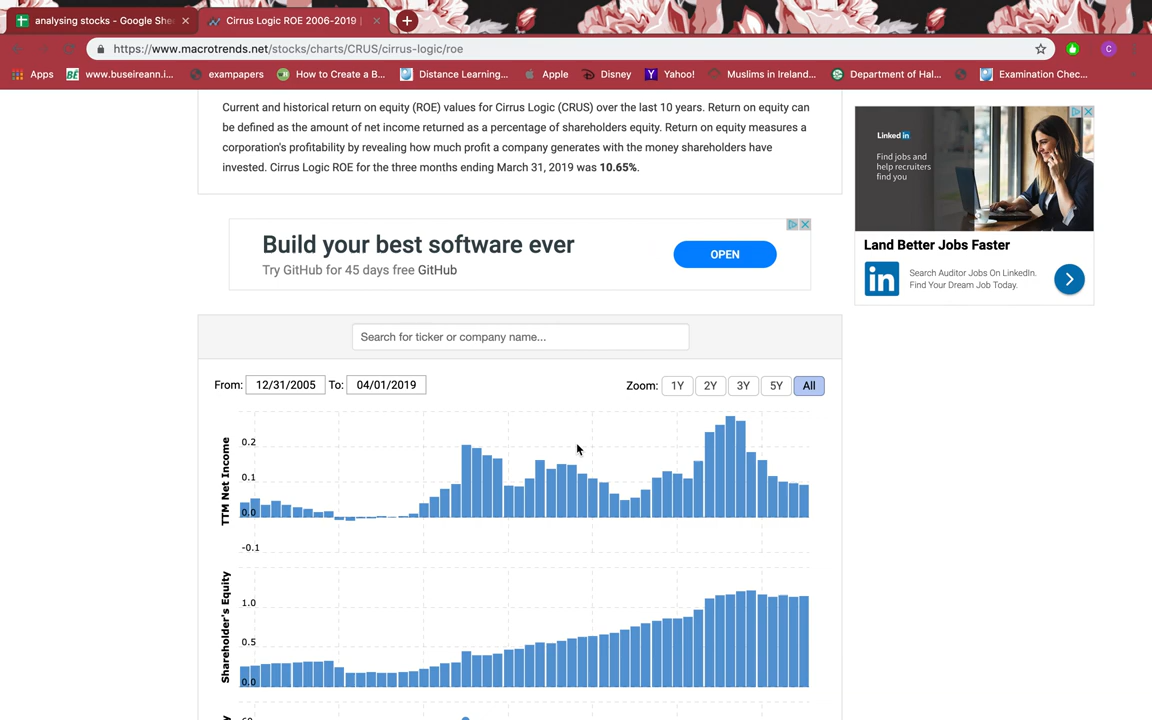 analysing stocks - Google She
Cirrus Logic ROE 2006-2019 |
https://www.macrotrends.net/stocks/charts/CRUS/cirrus-logic/roe
C
Apps
BE
www.buseireann.i...
exampapers
How to Create a B...
Distance Learning...
Apple
Disney
Y
Yahoo!
Muslims in Ireland...
Department of Hal...
Examination Chec...
Current and historical return on equity (ROE) values for Cirrus Logic (CRUS) over the last 10 years. Return on equity can
be defined as the amount of net income returned as a percentage of shareholders equity. Return on equity measures a
corporation's profitability by revealing how much profit a company generates with the money shareholders have
invested. Cirrus Logic ROE for the three months ending March 31, 2019 was 10.65%.
Build your best software ever
Try GitHub for 45 days free GitHub
OPEN
Linked in
Find jobs and
help recruiters
find you
Land Better Jobs Faster
in
Search Auditor Jobs On LinkedIn.
Find Your Dream Job Today.
Search for ticker or company name...
From: 12/31/2005 To: 04/01/2019
Zoom: 1Y 2Y 3Y 5Y All
TTM Net Income
0.2
0.1
0.0
-0.1
Shareholder's Equity
1.0
0.5
0.0